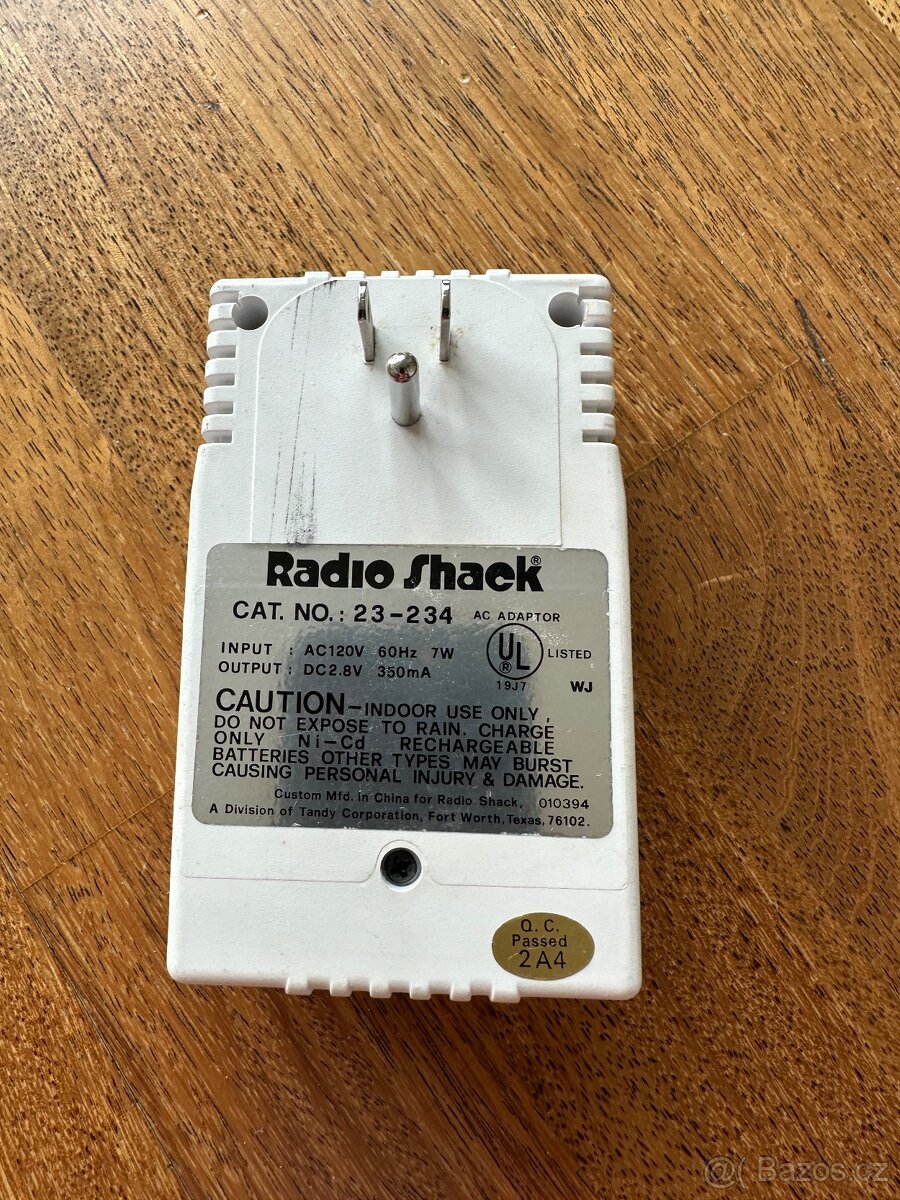 Radio Shack®
CAT. NO.: 23-234 AC ADAPTOR
INPUT : AC120V 60Hz 7W
OUTPUT : DC2.8V 350mA
UL® LISTED
19J7 WJ
CAUTION-INDOOR USE ONLY,
DO NOT EXPOSE TO RAIN. CHARGE
ONLY Ni-Cd RECHARGEABLE
BATTERIES OTHER TYPES MAY BURST
CAUSING PERSONAL INJURY & DAMAGE.
Custom Mfd. in China for Radio Shack, 010394
A Division of Tandy Corporation, Fort Worth, Texas, 76102.
Q.C.
Passed
2A4
Bazos.cz